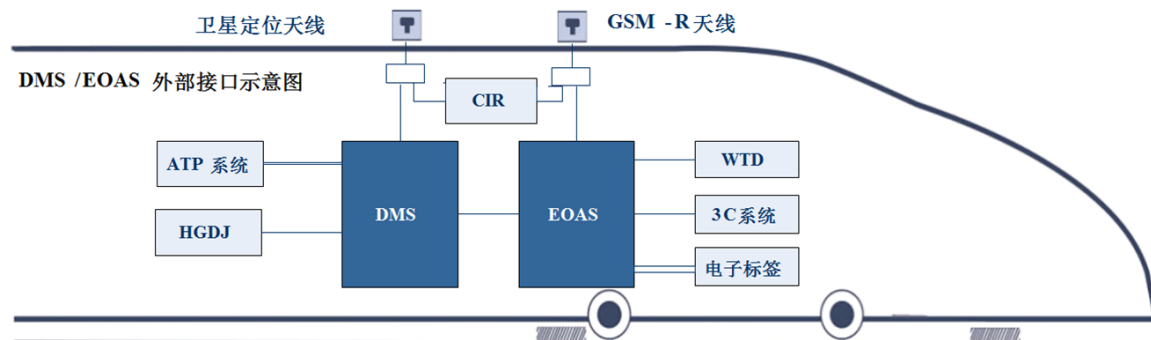 卫星定位天线
GSM -R天线
DMS /EOAS 外部接口示意图
CIR
ATP 系统
WTD
DMS
EOAS
3C系统
HGDJ
电子标签